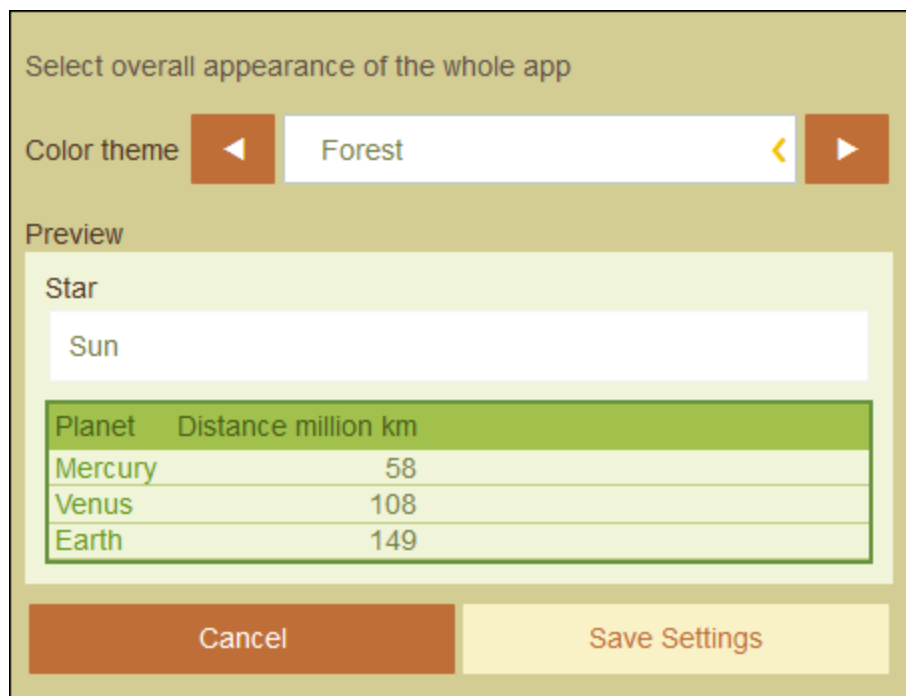 Select overall appearance of the whole app
Color theme
Forest
Preview
Star
Sun
Planet Distance million km
Mercury 58
Venus 108
Earth 149
Cancel Save Settings